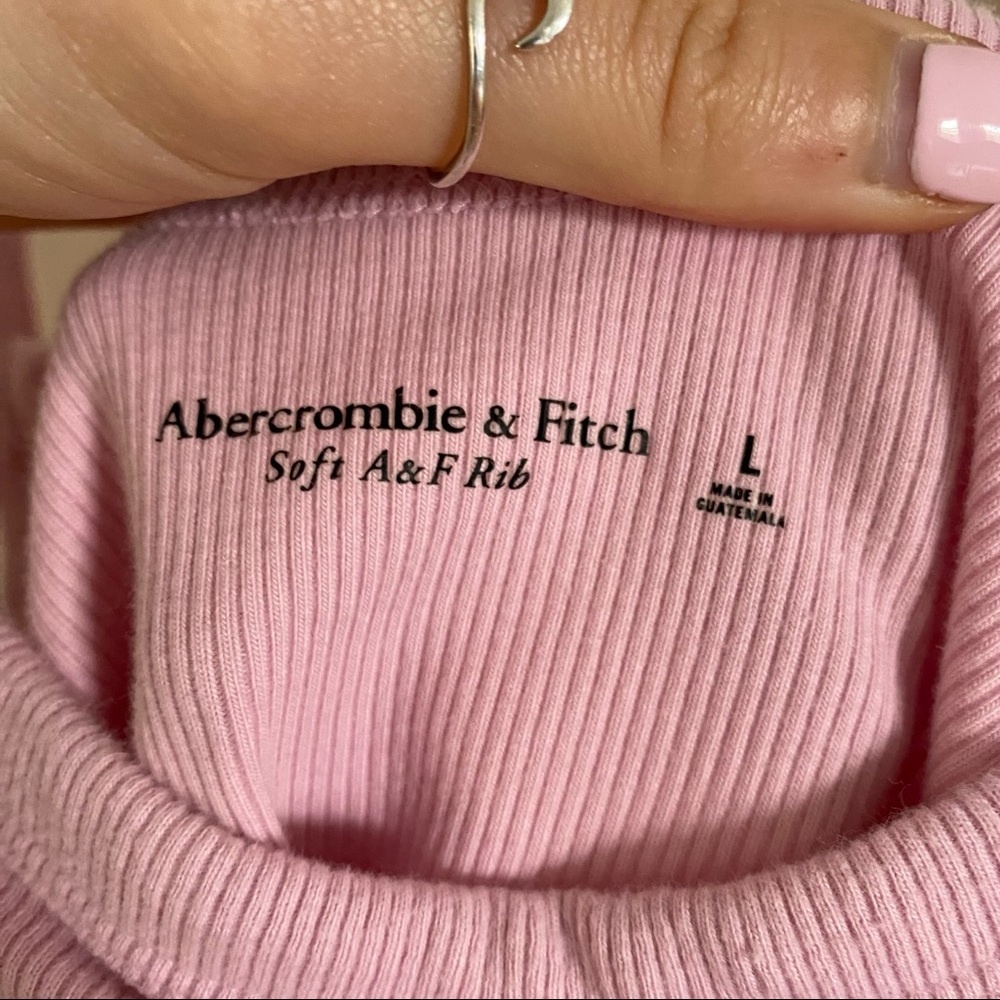 Abercrombie & Fitch
Soft A&F Rib
L
MADE IN
GUATEMALA